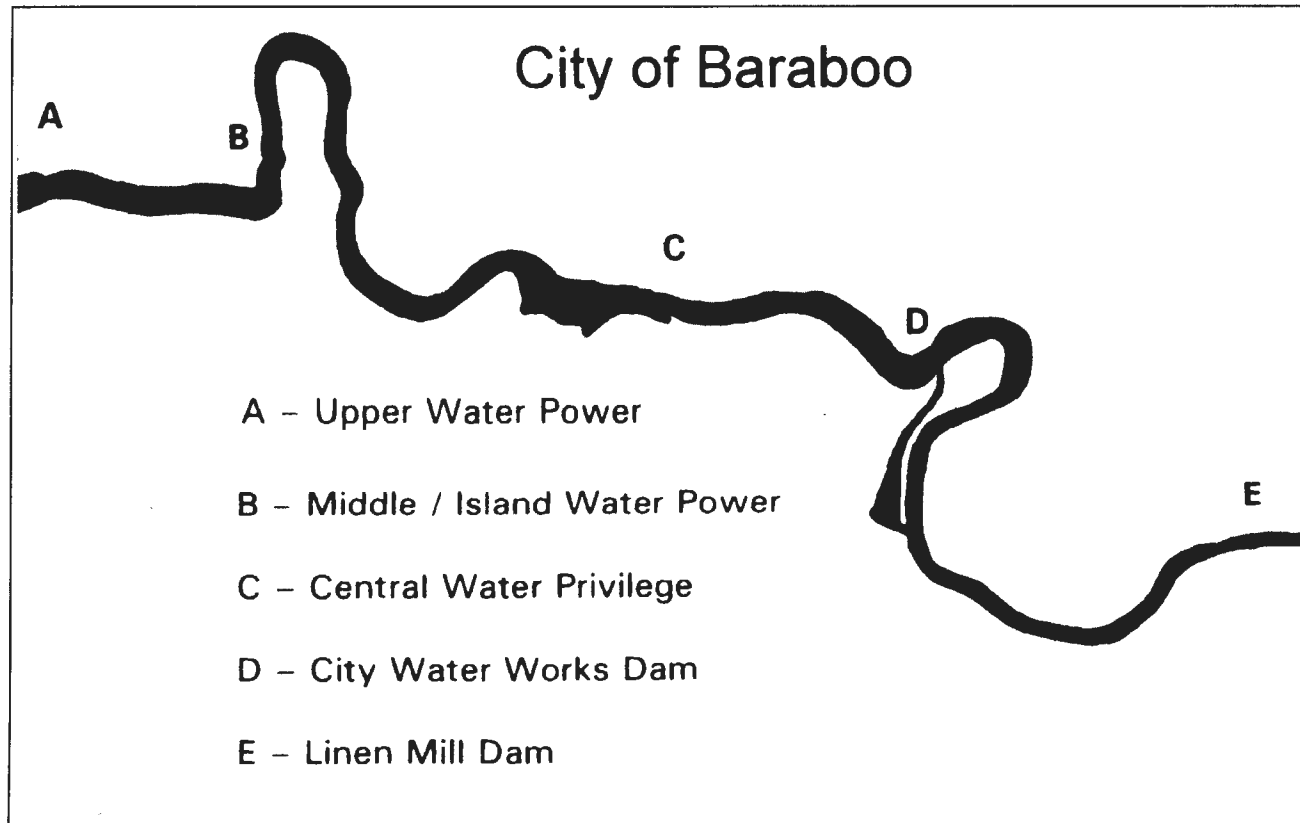 City of Baraboo
A
B
C
D
E
A – Upper Water Power
B – Middle / Island Water Power
C – Central Water Privilege
D – City Water Works Dam
E – Linen Mill Dam